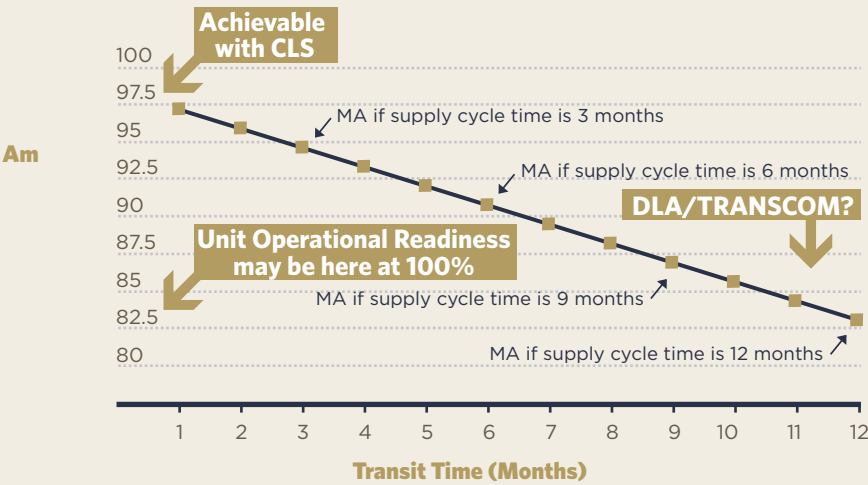 Achievable
with CLS
100
97.5
MA if supply cycle time is 3 months
95
Am
92.5
MA if supply cycle time is 6 months
90
DLA/TRANSCOM?
Unit Operational Readiness
may be here at 100%
87.5
85
MA if supply cycle time is 9 months
82.5
MA if supply cycle time is 12 months
80
1 2 3 4 5 6 7 8 9 10 11 12
Transit Time (Months)